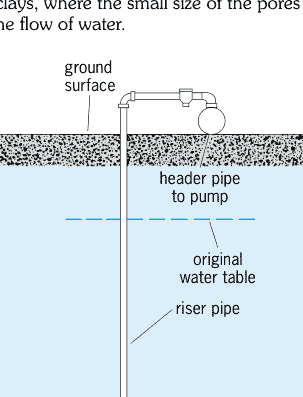 clays, where the small size of the pores
he flow of water.
ground
surface
header pipe
to pump
original
water table
riser pipe